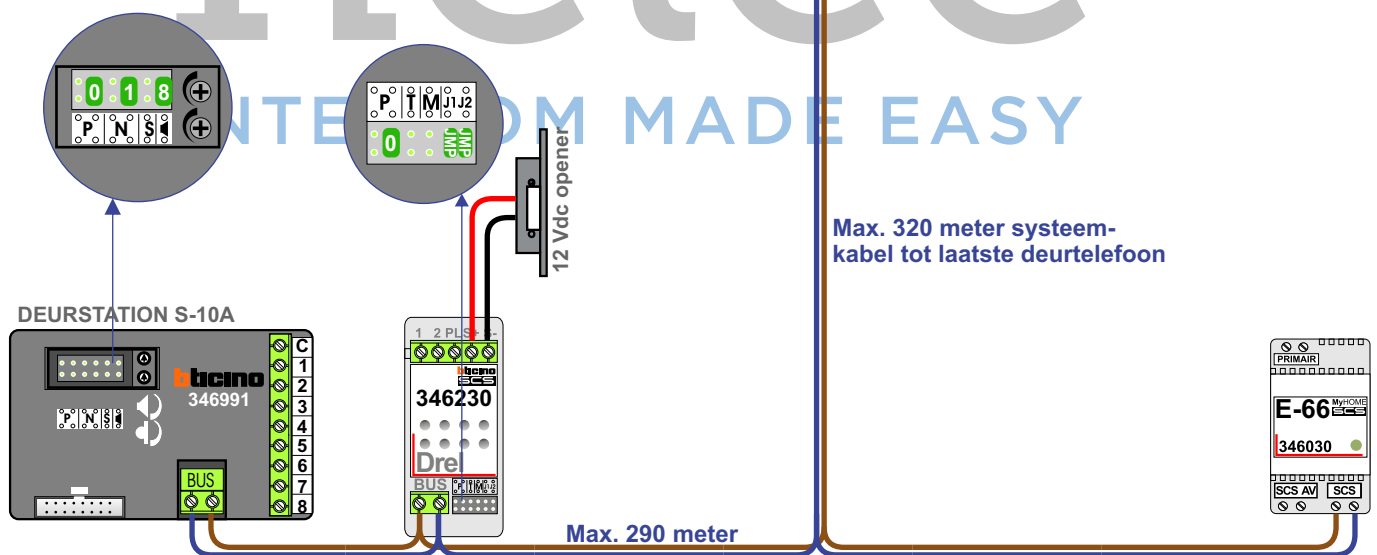 INTERCOM MADE EASY
0 1 8
P N S
P T M J1 J2
0 JMP JMP
12 Vdc opener
Max. 320 meter systeem-
kabel tot laatste deurtelefoon
DEURSTATION S-10A
bticino
346991
P N S
BUS
C
1
2
3
4
5
6
7
8
1 2 PL S+ S-
bticino
SCS
346230
Drel
BUS
P T M J1 J2
Max. 290 meter
PRIMAIR
E-66
MyHOME
SCS
346030
SCS AV
SCS